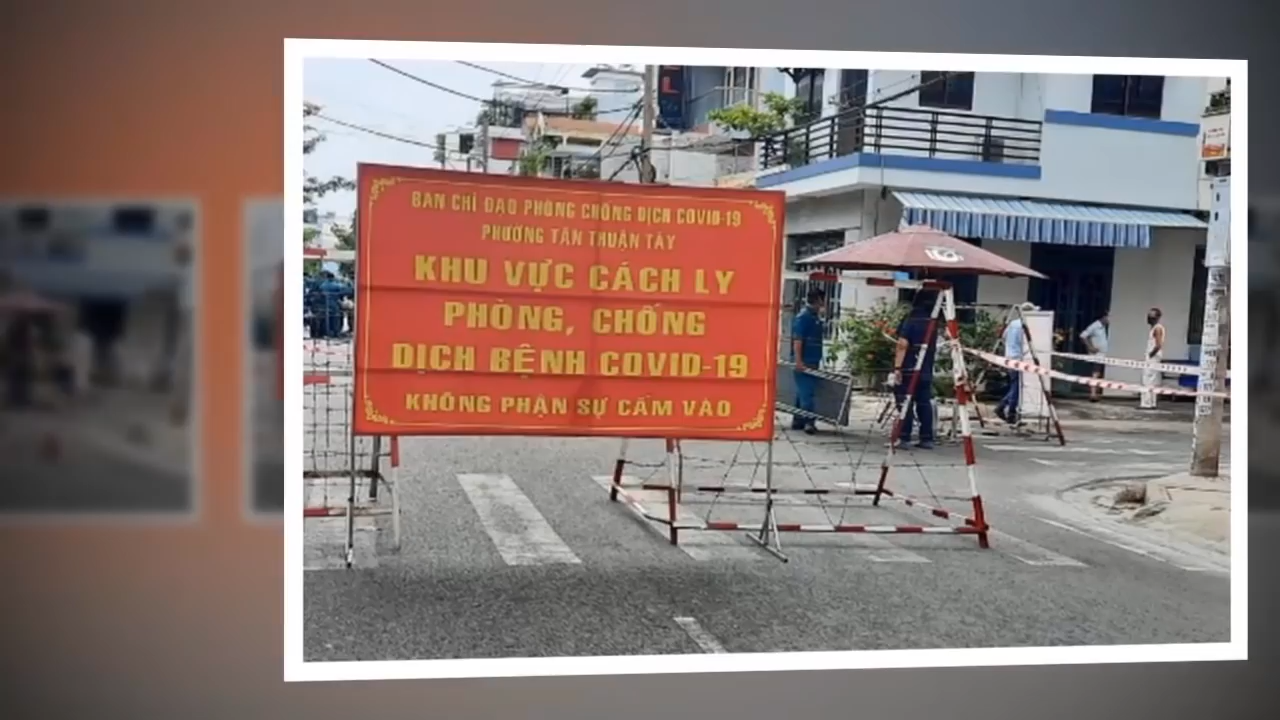 BAN CHỈ ĐẠO PHÒNG CHỐNG DỊCH COVID-19
PHƯỜNG TÂN THUẬN TÂY
KHU VỰC CÁCH LY
PHÒNG, CHỐNG
DỊCH BỆNH COVID-19
KHÔNG PHẬN SỰ CẤM VÀO